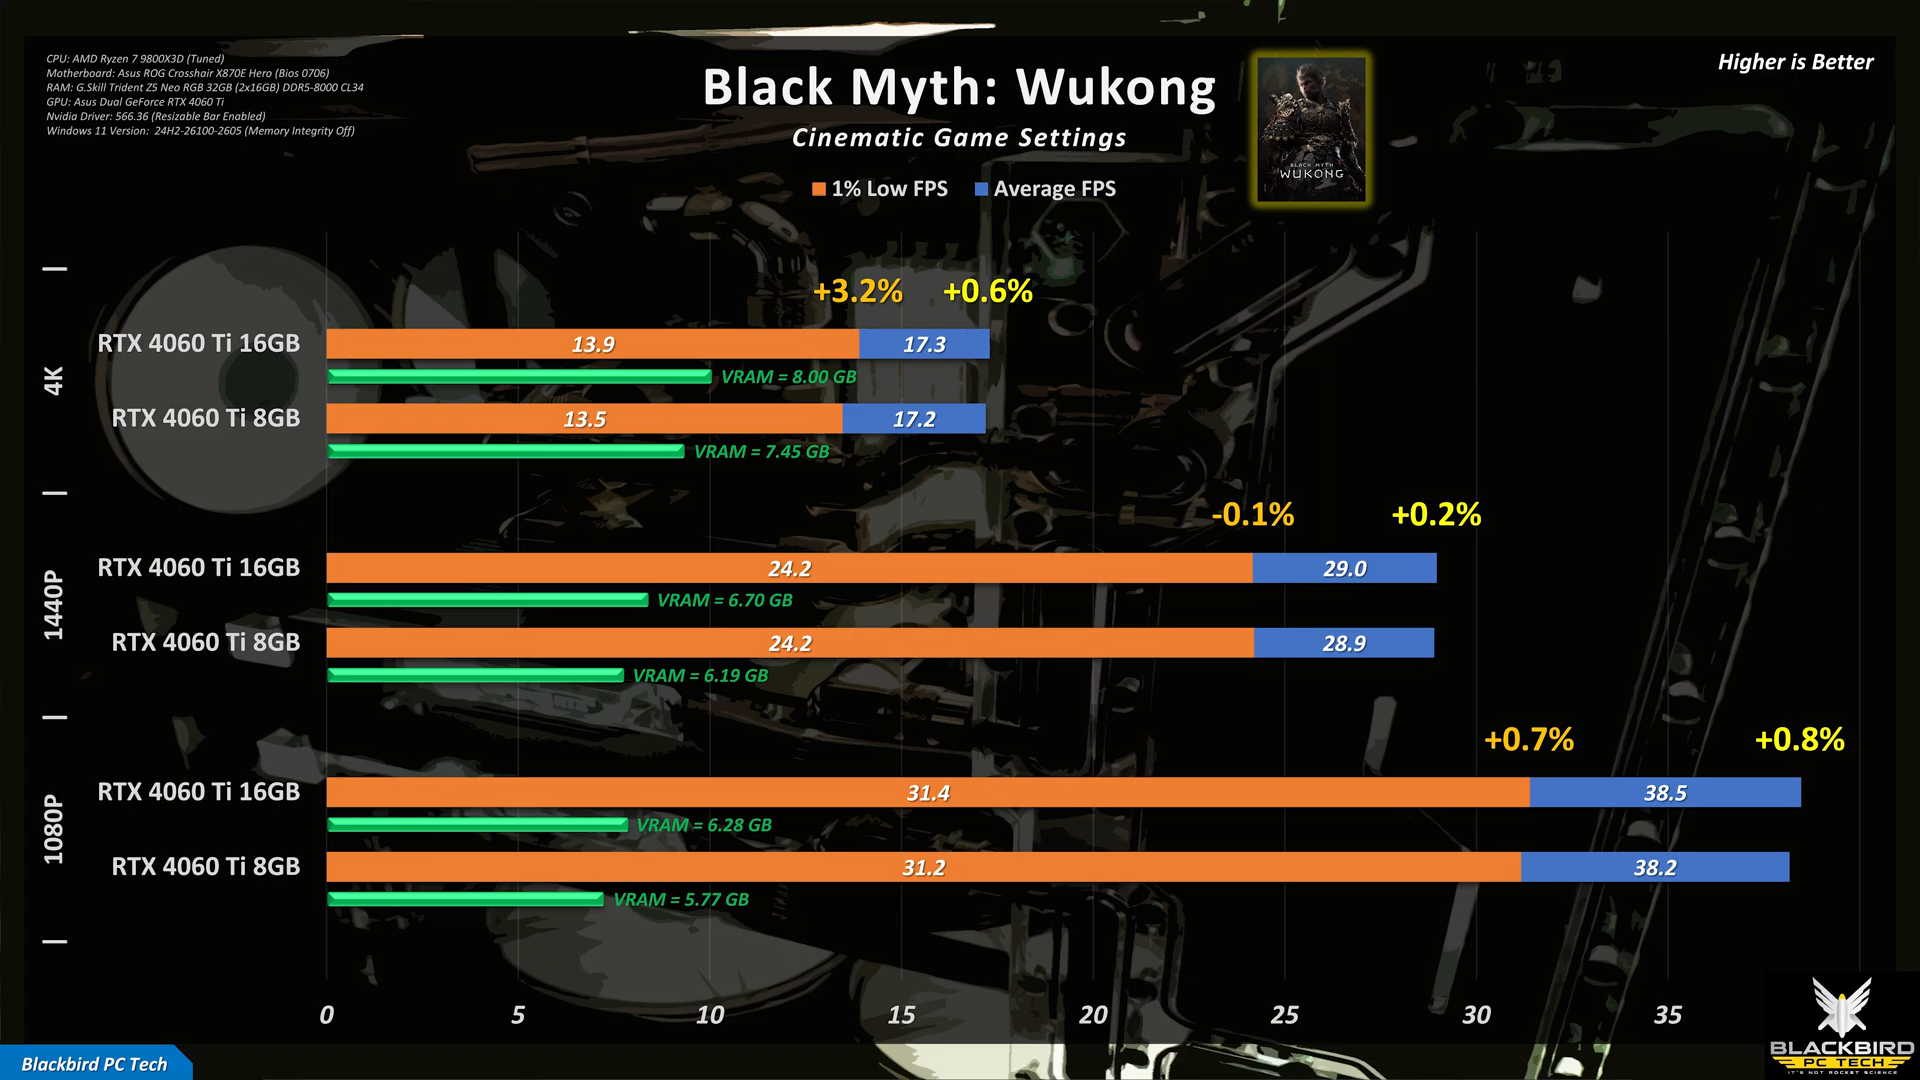 CPU: AMD Ryzen 7 9800X3D (Tuned)
Motherboard: Asus ROG Crosshair X870E Hero (Bios 0706)
RAM: G.Skill Trident Z5 Neo RGB 32GB (2x16GB) DDR5-8000 CL34
GPU: Asus Dual GeForce RTX 4060 Ti
Nvidia Driver: 566.36 (Resizable Bar Enabled)
Windows 11 Version: 24H2-26100-2605 (Memory Integrity Off)
Black Myth: Wukong
Cinematic Game Settings
1% Low FPS Average FPS
BLACK MYTH
WUKONG
Higher is Better
4K
+3.2% +0.6%
RTX 4060 Ti 16GB 13.9 17.3
VRAM = 8.00 GB
RTX 4060 Ti 8GB 13.5 17.2
VRAM = 7.45 GB
1440P
-0.1% +0.2%
RTX 4060 Ti 16GB 24.2 29.0
VRAM = 6.70 GB
RTX 4060 Ti 8GB 24.2 28.9
VRAM = 6.19 GB
1080P
+0.7% +0.8%
RTX 4060 Ti 16GB 31.4 38.5
VRAM = 6.28 GB
RTX 4060 Ti 8GB 31.2 38.2
VRAM = 5.77 GB
0 5 10 15 20 25 30 35
Blackbird PC Tech
BLACKBIRD
PC TECH
IT'S NOT ROCKET SCIENCE